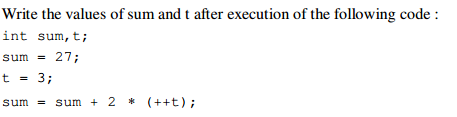 Write the values of sum and t after execution of the following code :
int sum,t;
sum = 27;
t = 3;
sum = sum + 2 * (++t);